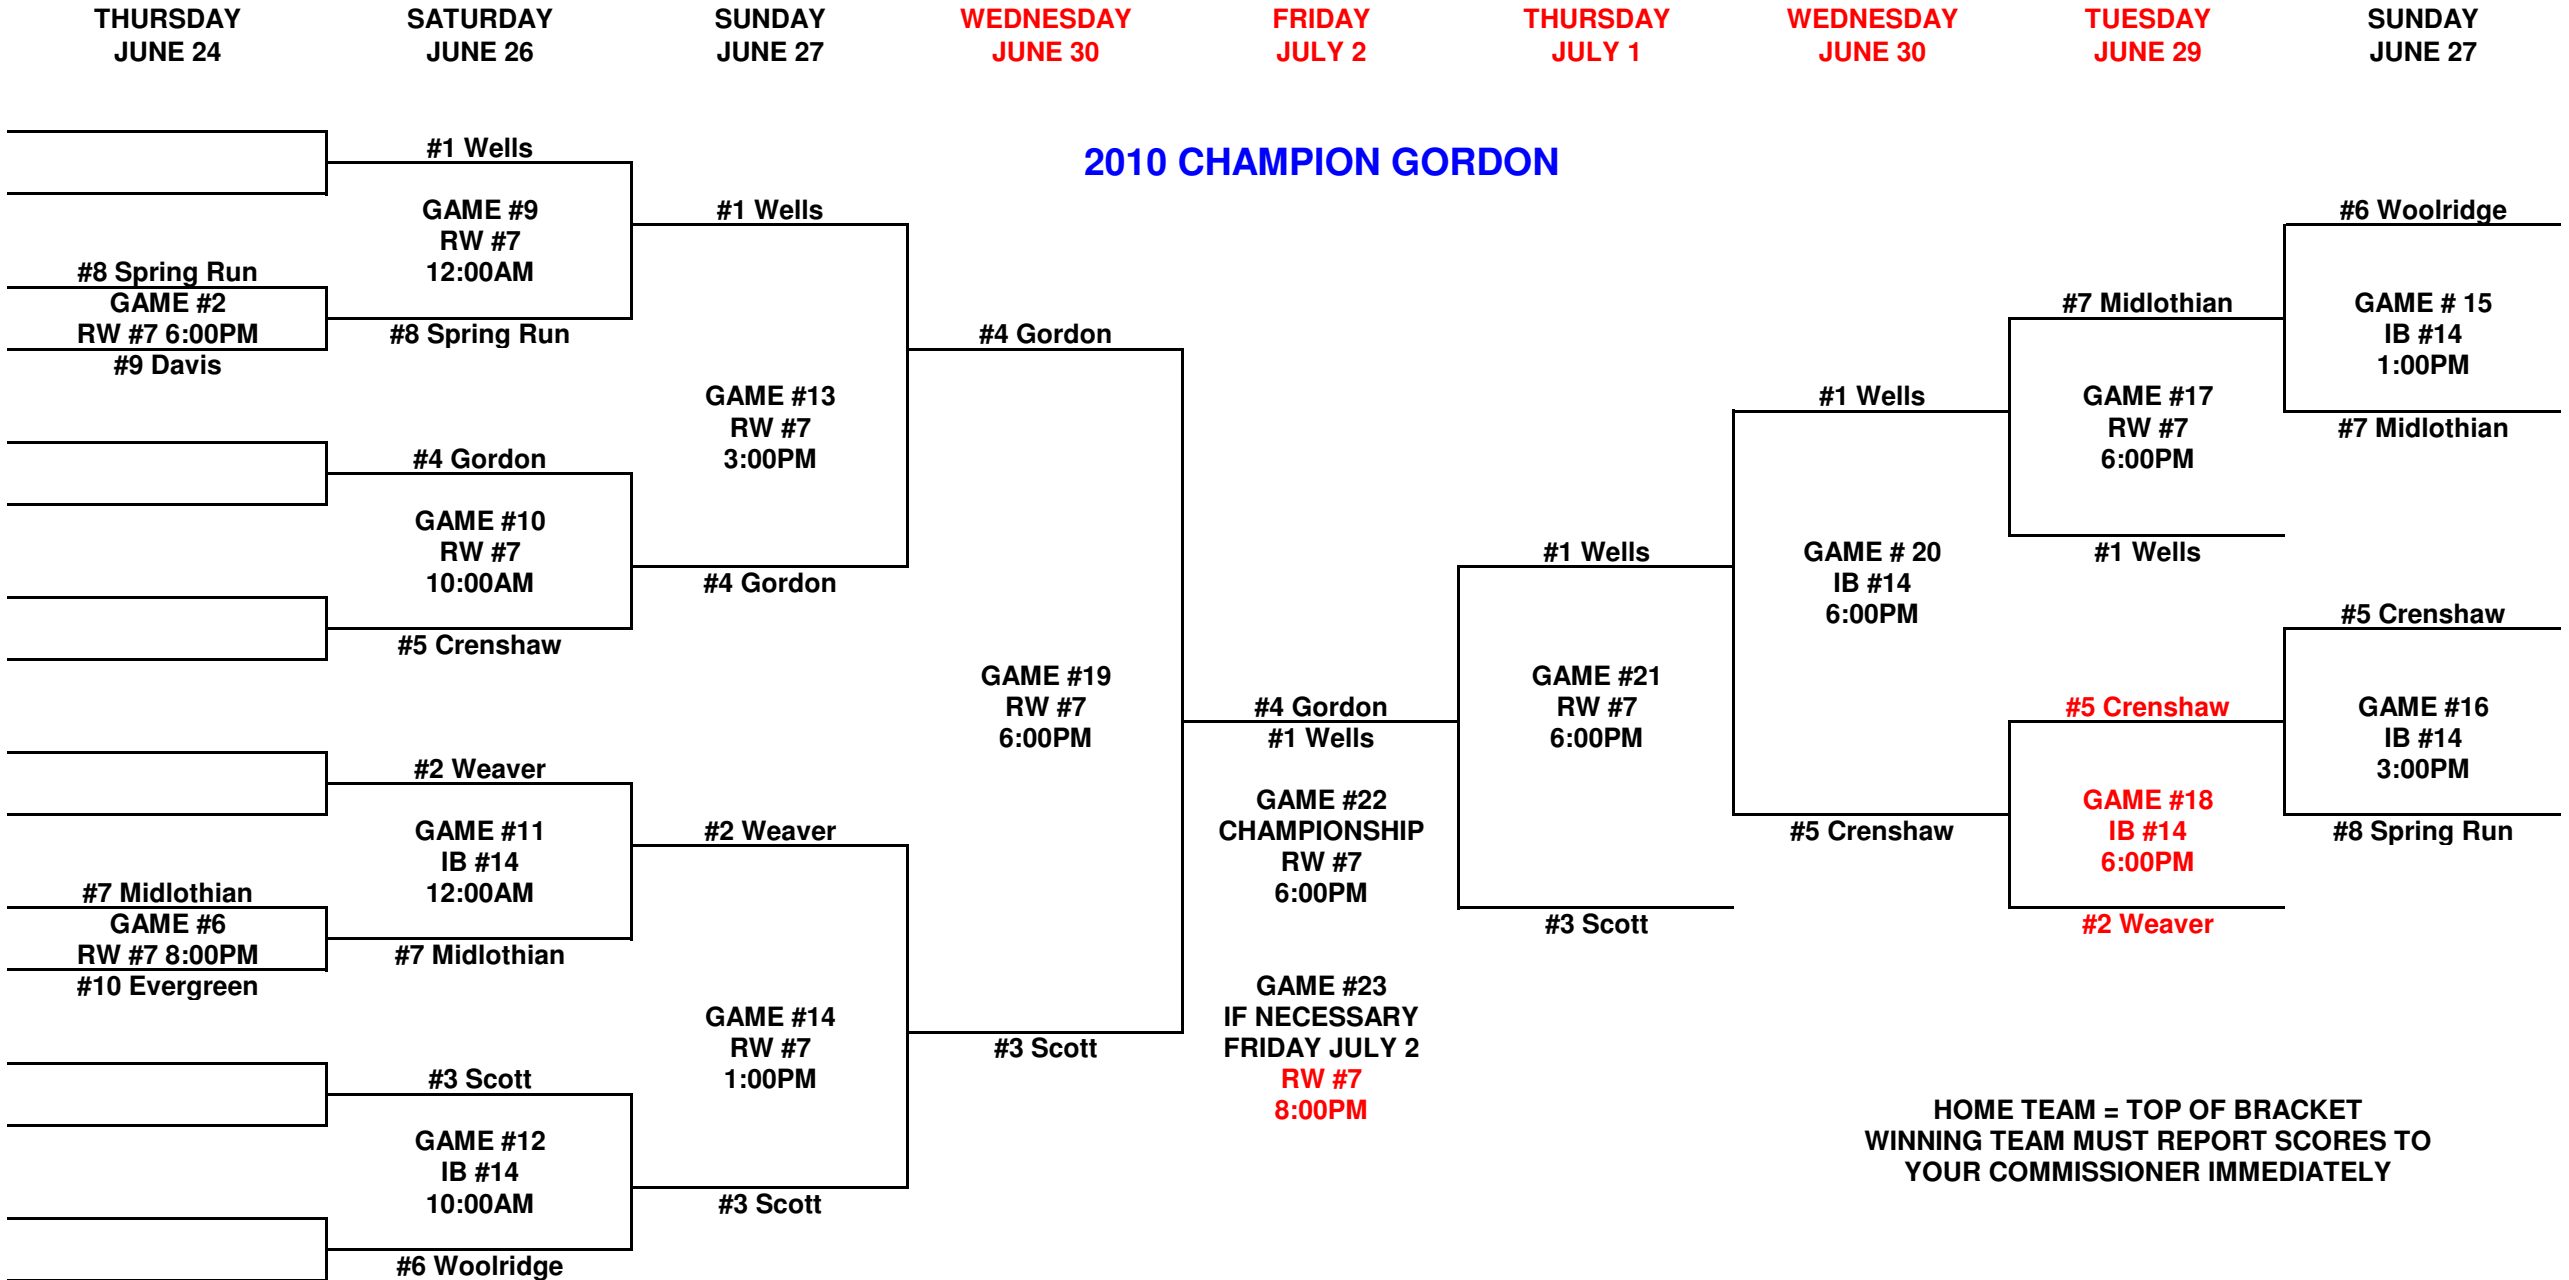 THURSDAY
JUNE 24
SATURDAY
JUNE 26
SUNDAY
JUNE 27
WEDNESDAY
JUNE 30
FRIDAY
JULY 2
THURSDAY
JULY 1
WEDNESDAY
JUNE 30
TUESDAY
JUNE 29
SUNDAY
JUNE 27
2010 CHAMPION GORDON
#8 Spring Run
GAME #2
RW #7 6:00PM
#9 Davis
#7 Midlothian
GAME #6
RW #7 8:00PM
#10 Evergreen
#1 Wells
GAME #9
RW #7
12:00AM
#8 Spring Run
#4 Gordon
GAME #10
RW #7
10:00AM
#5 Crenshaw
#2 Weaver
GAME #11
IB #14
12:00AM
#7 Midlothian
#3 Scott
GAME #12
IB #14
10:00AM
#6 Woolridge
#1 Wells
GAME #13
RW #7
3:00PM
#4 Gordon
#2 Weaver
GAME #14
RW #7
1:00PM
#3 Scott
#4 Gordon
GAME #19
RW #7
6:00PM
#3 Scott
#4 Gordon
#1 Wells
GAME #22
CHAMPIONSHIP
RW #7
6:00PM
GAME #23
IF NECESSARY
FRIDAY JULY 2
RW #7
8:00PM
#1 Wells
GAME #21
RW #7
6:00PM
#3 Scott
#1 Wells
GAME # 20
IB #14
6:00PM
#5 Crenshaw
#7 Midlothian
GAME #17
RW #7
6:00PM
#1 Wells
#5 Crenshaw
GAME #18
IB #14
6:00PM
#2 Weaver
#6 Woolridge
GAME # 15
IB #14
1:00PM
#7 Midlothian
#5 Crenshaw
GAME #16
IB #14
3:00PM
#8 Spring Run
HOME TEAM = TOP OF BRACKET
WINNING TEAM MUST REPORT SCORES TO
YOUR COMMISSIONER IMMEDIATELY